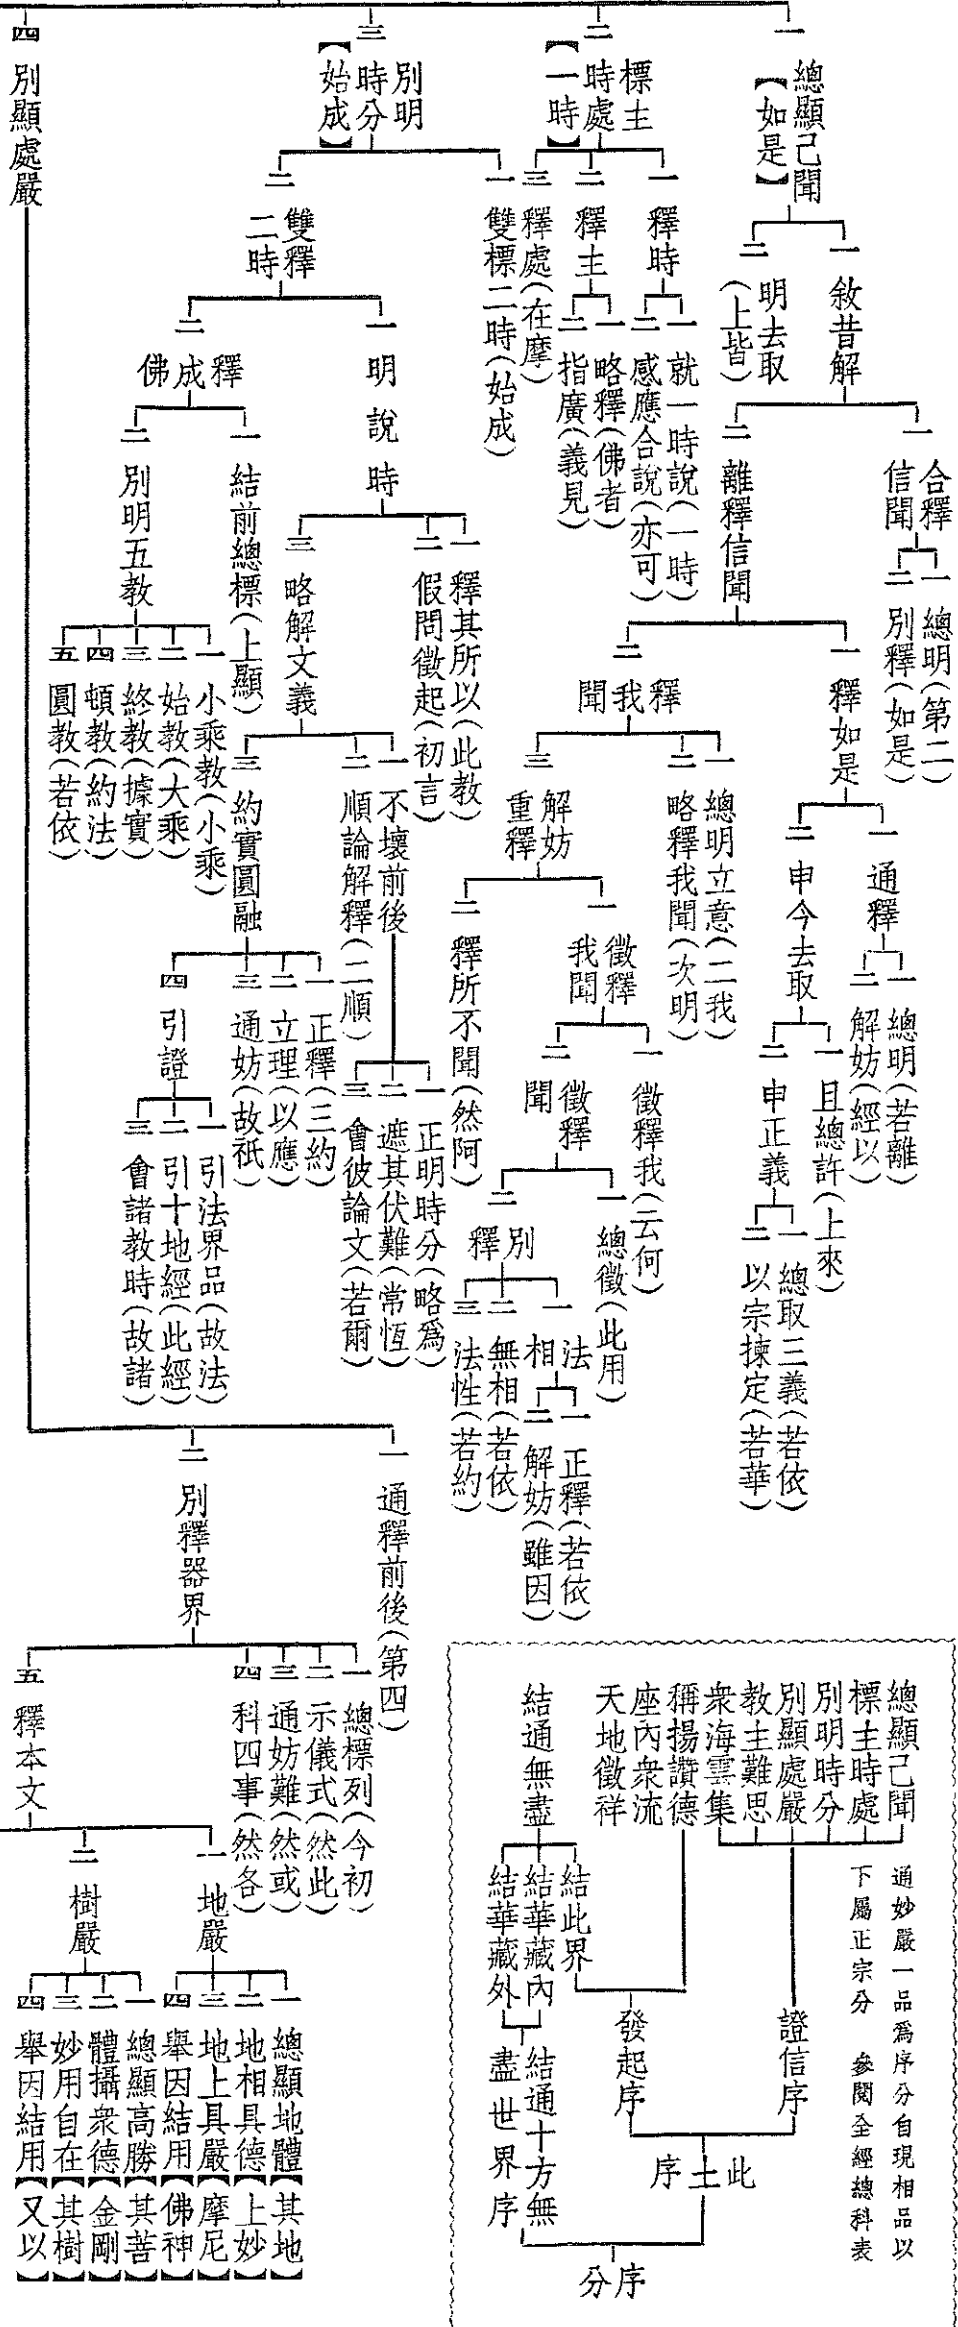 一 總顯己聞【如是】
一 敘昔解
一 合釋信聞
一 總明(第二)
二 別釋(如是)
二 離釋信聞
一 釋如是
一 通釋
一 總明(若離)
二 解妨(經以)
二 申今去取
一 且總許(上來)
二 申正義
一 總取三義(若依)
二 以宗揀定(若華)
二 釋我聞
一 總明立意(二我)
二 略釋我聞(次明)
三 解妨重釋
一 徵釋我聞
一 徵釋我(云何)
二 徵釋聞
一 總徵(此用)
二 別釋
一 法相
一 正釋(若依)
二 解妨(雖因)
二 無相(若依)
三 法性(若約)
二 釋所不聞(然阿)
二 明去取(上皆)
二 標主時處【一時】
一 釋時
一 就一時說(一時)
二 感應合說(亦可)
二 釋主
一 略釋(佛者)
二 指廣(義見)
三 釋處(在摩)
三 別明時分【始成】
一 雙標二時(始成)
二 雙釋二時
一 明說時
一 釋其所以(此教)
二 假問徵起(初言)
三 略解文義
一 不壞前後
一 正明時分(略為)
二 遮其伏難(常恆)
三 會彼論文(若爾)
二 順論解釋(二順)
三 約實圓融
一 正釋(三約)
二 立理(以應)
三 通妨(故祇)
四 引證
一 引法界品(故法)
二 引十地經(此經)
三 會諸教時(故諸)
二 釋成佛
一 結前總標(上顯)
二 別明五教
一 小乘教(小乘)
二 始教(大乘)
三 終教(據實)
四 頓教(約法)
五 圓教(若依)
四 別顯處嚴
一 通釋前後(第四)
二 別釋器界
一 總標列(今初)
二 示儀式(然此)
三 通妨難(然或)
四 科四事(然各)
五 釋本文
一 地嚴
一 總顯地體【其地】
二 地相具德【上妙】
三 地上具嚴【摩尼】
四 舉因結用【佛神】
二 樹嚴
一 總顯高勝【其菩】
二 體攝衆德【金剛】
三 妙用自在【其樹】
四 舉因結用【又以】
通妙嚴一品為序分自現相品以
下屬正宗分 參閱全經總科表
總顯己聞
標主時處
別明時分
別顯處嚴
教主難思
衆海雲集
稱揚讚德
座內衆流
天地徵祥
結通無盡
結此界
結華藏內
結華藏外
證信序
發起序
結通十方無盡世界序
此土序
序分